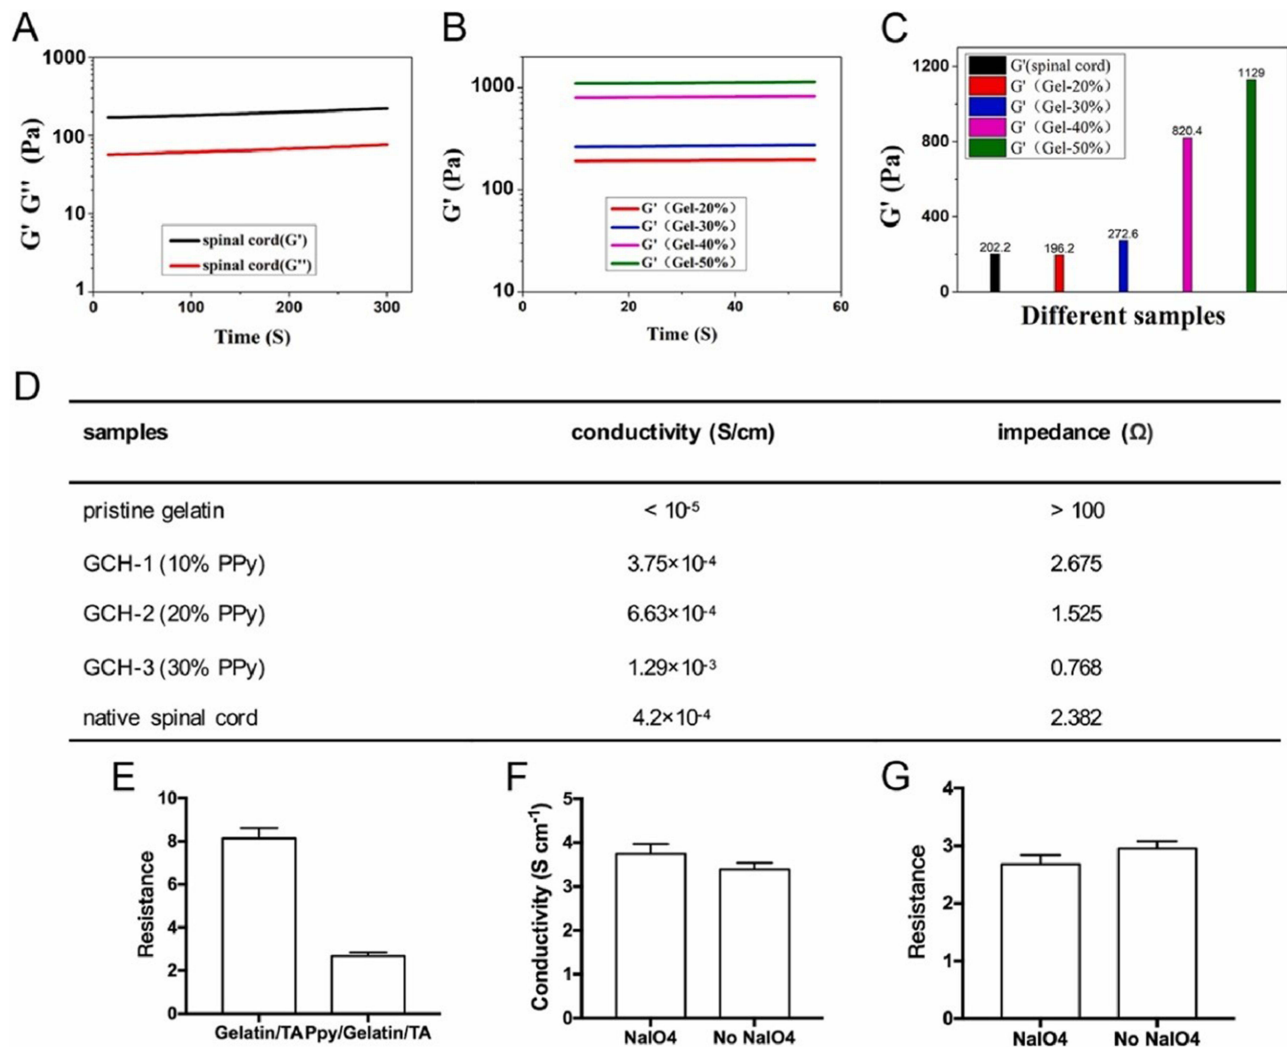 A
1000
100
10
1
G' G'' (Pa)
spinal cord(G')
spinal cord(G'')
0
100
200
300
Time (S)
B
1000
100
10
G' (Pa)
G' (Gel-20%)
G' (Gel-30%)
G' (Gel-40%)
G' (Gel-50%)
0
20
40
60
Time (S)
C
1200
800
400
0
G' (Pa)
G'(spinal cord)
G' (Gel-20%)
G' (Gel-30%)
G' (Gel-40%)
G' (Gel-50%)
202.2
196.2
272.6
820.4
1129
Different samples
D
samples conductivity (S/cm) impedance (Ω)
pristine gelatin < 10⁻⁵ > 100
GCH-1 (10% PPy) 3.75×10⁻⁴ 2.675
GCH-2 (20% PPy) 6.63×10⁻⁴ 1.525
GCH-3 (30% PPy) 1.29×10⁻³ 0.768
native spinal cord 4.2×10⁻⁴ 2.382
E
10
8
6
4
2
0
Resistance
Gelatin/TA Ppy/Gelatin/TA
F
5
4
3
2
1
0
Conductivity (S cm⁻¹)
NaIO4 No NaIO4
G
4
3
2
1
0
Resistance
NaIO4 No NaIO4